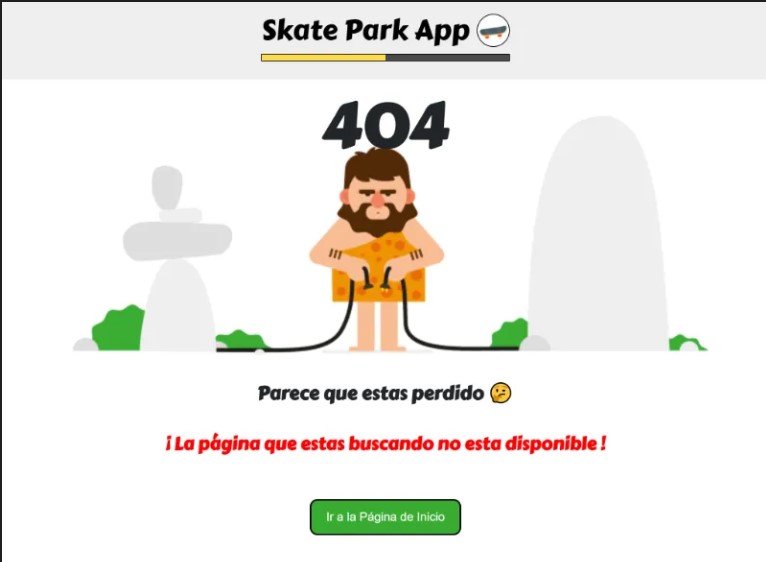 Skate Park App
404
Parece que estas perdido 🤔
¡ La página que estas buscando no esta disponible !
Ir a la Página de Inicio